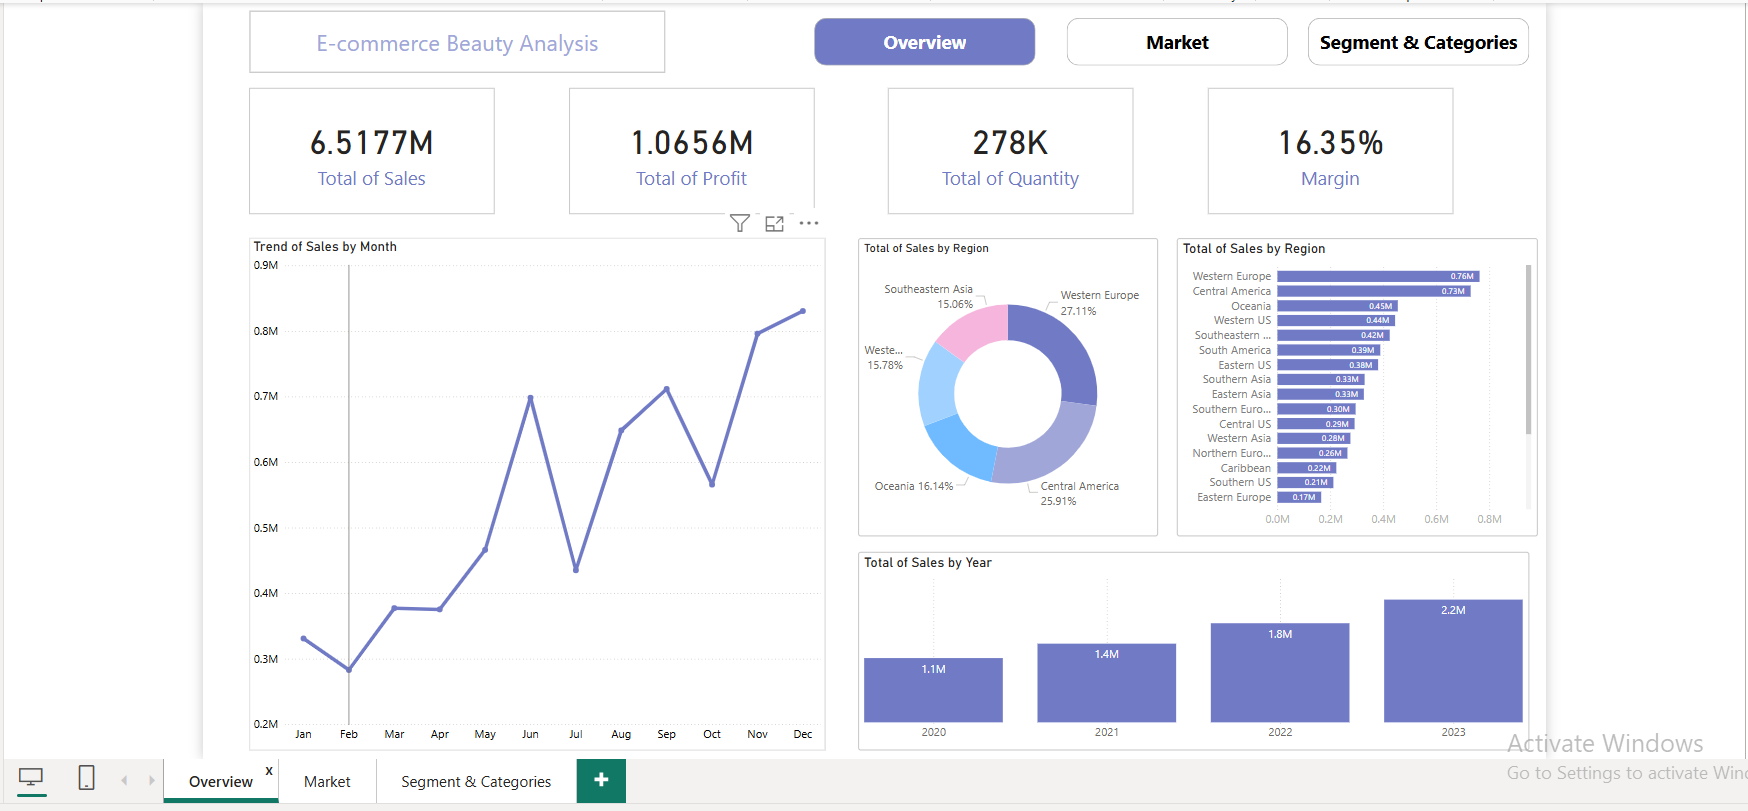 E-commerce Beauty Analysis
Overview
Market
Segment & Categories
6.5177M
Total of Sales
1.0656M
Total of Profit
278K
Total of Quantity
16.35%
Margin
Trend of Sales by Month
0.9M
0.8M
0.7M
0.6M
0.5M
0.4M
0.3M
0.2M
Jan Feb Mar Apr May Jun Jul Aug Sep Oct Nov Dec
Total of Sales by Region
Southeastern Asia
15.06%
Western Europe
27.11%
Weste...
15.78%
Oceania 16.14%
Central America
25.91%
Total of Sales by Region
Western Europe 0.76M
Central America 0.73M
Oceania 0.45M
Western US 0.44M
Southeastern ... 0.42M
South America 0.39M
Eastern US 0.38M
Southern Asia 0.33M
Eastern Asia 0.33M
Southern Euro... 0.30M
Central US 0.29M
Western Asia 0.28M
Northern Euro... 0.26M
Caribbean 0.22M
Southern US 0.21M
Eastern Europe 0.17M
0.0M 0.2M 0.4M 0.6M 0.8M
Total of Sales by Year
1.1M 1.4M 1.8M 2.2M
2020 2021 2022 2023
Activate Windows
Go to Settings to activate Win
Overview x
Market
Segment & Categories
+